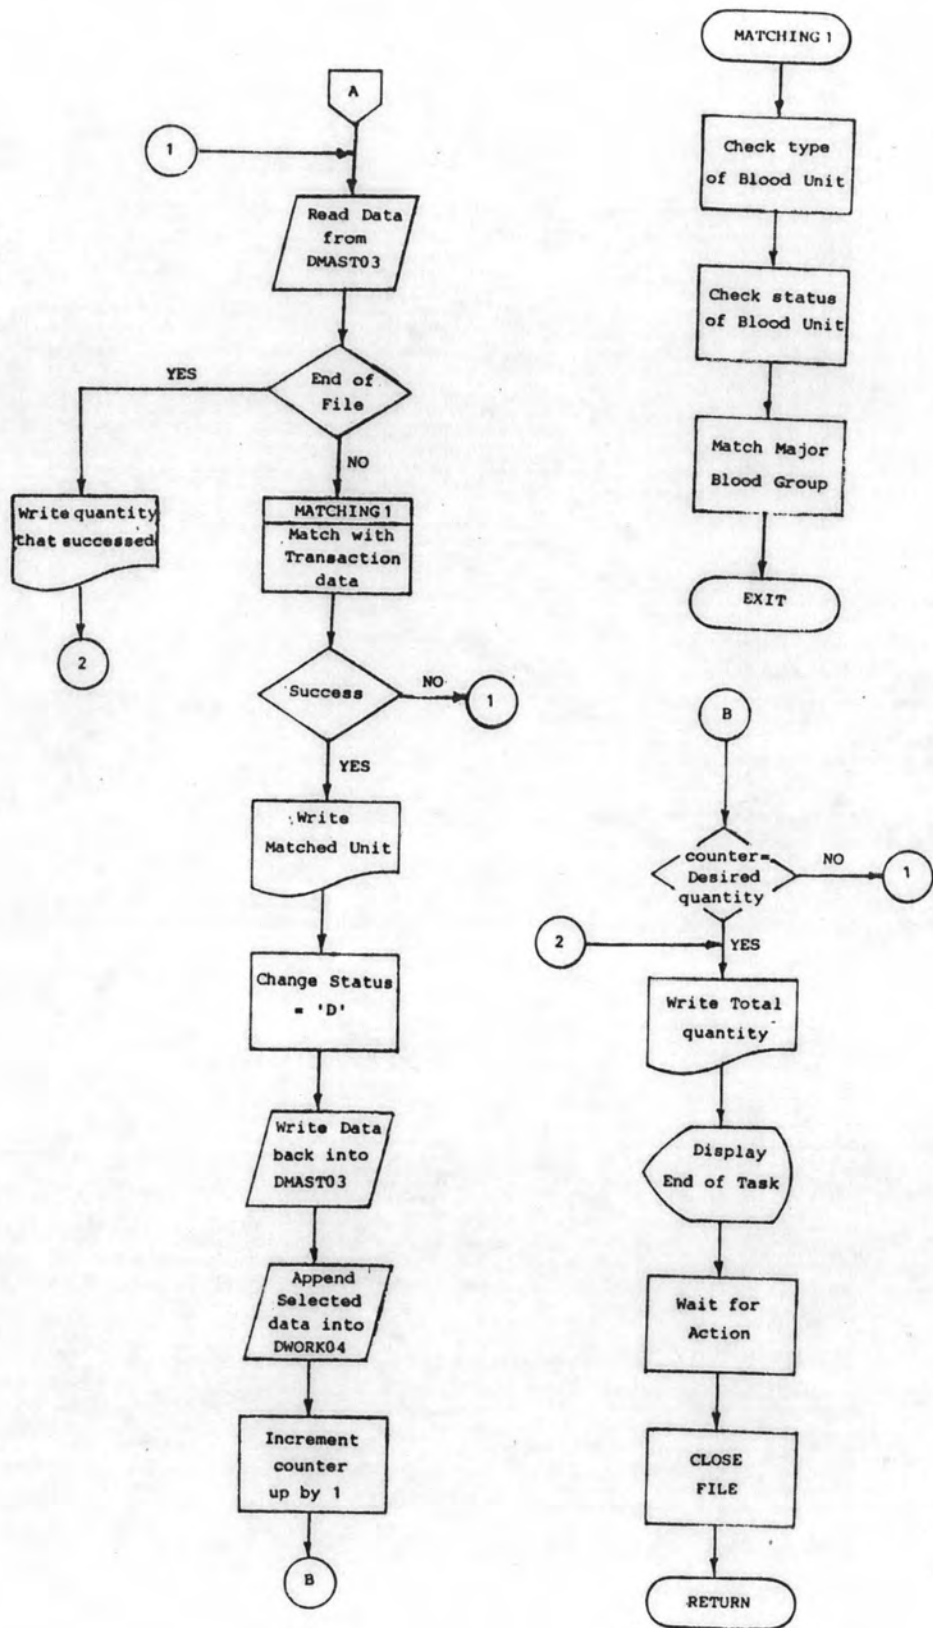 A
1
Read Data
from
DMAST03
End of
File
YES
NO
Write quantity
that successed
2
MATCHING 1
Match with
Transaction
data
Success
NO
1
YES
Write
Matched Unit
Change Status
= 'D'
Write Data
back into
DMAST03
Append
Selected
data into
DWORK04
Increment
counter
up by 1
B
MATCHING 1
Check type
of Blood Unit
Check status
of Blood Unit
Match Major
Blood Group
EXIT
B
counter=
Desired
quantity
NO
1
2
YES
Write Total
quantity
Display
End of Task
Wait for
Action
CLOSE
FILE
RETURN